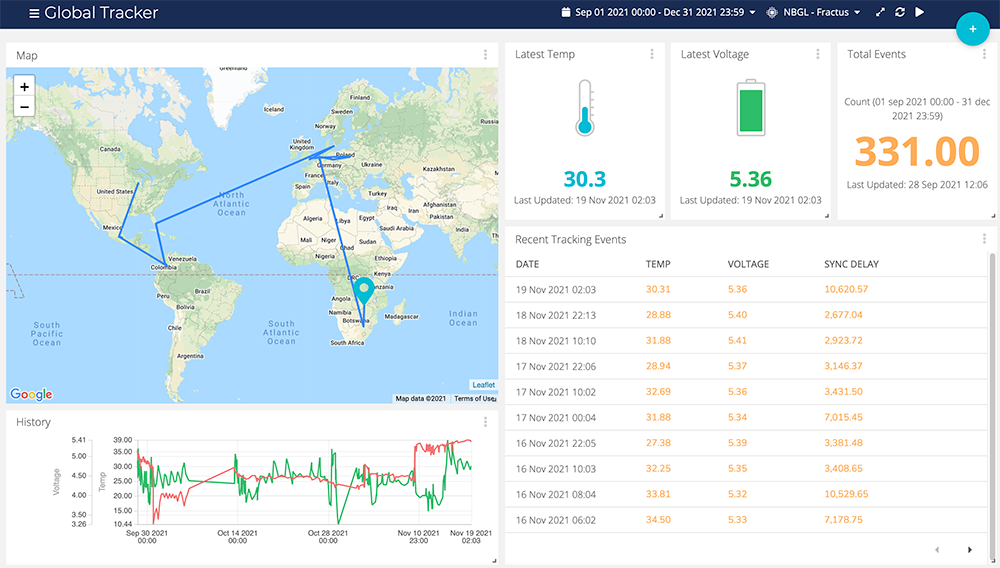 Global Tracker
Sep 01 2021 00:00 - Dec 31 2021 23:59
NBGL - Fractus
+
Map
+
−
Greenland
Iceland
Finland
Sweden
Norway
Russia
United
Kingdom
Poland
Germany
Ukraine
France
Italy
Spain
Turkey
Kazakhstan
Canada
United States
North
Atlantic
Ocean
Mexico
Iraq
Iran
Afghanistan
Pakistan
Algeria
Libya
Egypt
Saudi Arabia
India
Mali
Niger
Chad
Sudan
Nigeria
Ethiopia
Venezuela
Colombia
DRC
Kenya
Tanzania
Peru
Brazil
Bolivia
Angola
Namibia
Botswana
Madagascar
Chile
South Africa
South
Pacific
Ocean
South
Atlantic
Ocean
Indian
Ocean
Argentina
Google
Leaflet
Map data ©2021
Terms of Use
Latest Temp
30.3
Last Updated: 19 Nov 2021 02:03
Latest Voltage
5.36
Last Updated: 19 Nov 2021 02:03
Total Events
Count (01 sep 2021 00:00 - 31 dec
2021 23:59)
331.00
Last Updated: 28 Sep 2021 12:06
Recent Tracking Events
DATE TEMP VOLTAGE SYNC DELAY
19 Nov 2021 02:03 30.31 5.36 10,620.57
18 Nov 2021 22:13 28.88 5.40 2,677.04
18 Nov 2021 10:10 31.88 5.41 2,923.72
17 Nov 2021 22:06 28.94 5.37 3,146.37
17 Nov 2021 10:02 32.69 5.36 3,431.50
17 Nov 2021 00:04 31.88 5.34 7,015.45
16 Nov 2021 22:05 27.38 5.39 3,381.48
16 Nov 2021 10:03 32.25 5.35 3,408.65
16 Nov 2021 08:04 33.81 5.32 10,529.65
16 Nov 2021 06:02 34.50 5.33 7,178.75
History
Voltage
5.41
5.00
4.50
4.00
3.50
3.26
Temp
39.00
35.00
30.00
25.00
20.00
15.00
10.44
Sep 30 2021
00:00
Oct 14 2021
00:00
Oct 28 2021
00:00
Nov 10 2021
23:00
Nov 19 2021
02:03